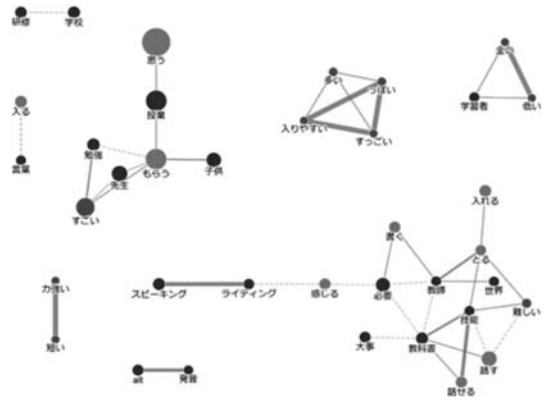 研修
学校
思う
多い
っぽい
入りやすい
すっごい
学習者
低い
入る
言葉
授業
勉強
先生
もらう
子供
すごい
入れる
書く
とる
力強い
短い
スピーキング
ライティング
感じる
必要
教師
世界
技能
難しい
大事
教科書
話す
話せる
alt
発音